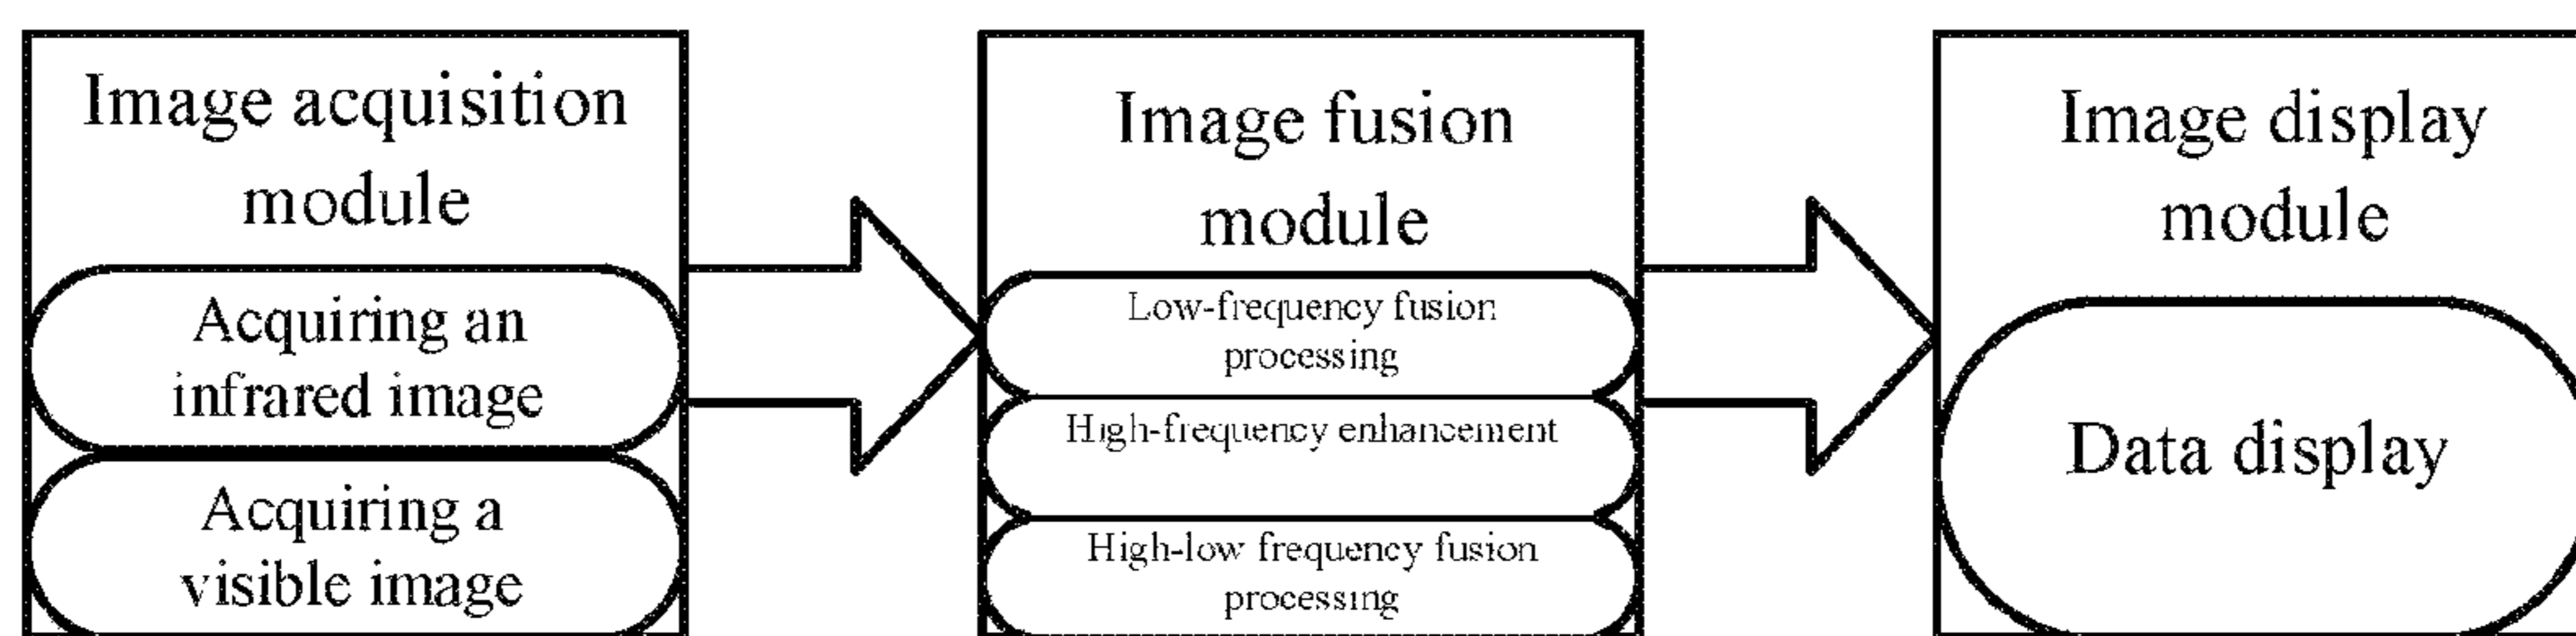 Image acquisition
module
Acquiring an
infrared image
Acquiring a
visible image
Image fusion
module
Low-frequency fusion
processing
High-frequency enhancement
High-low frequency fusion
processing
Image display
module
Data display